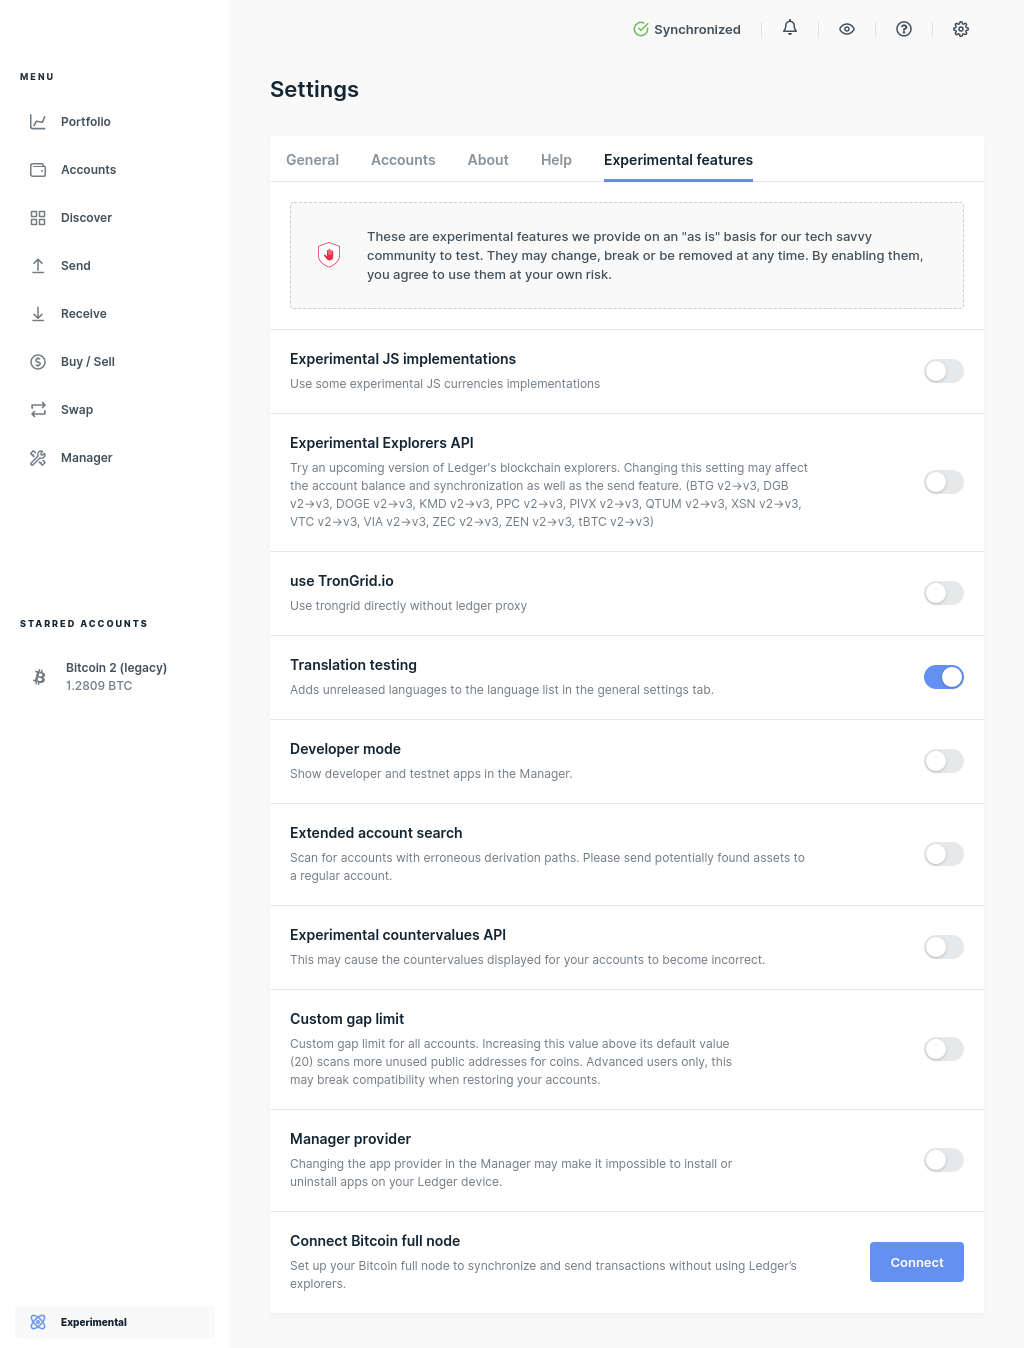 Synchronized
MENU
Portfolio
Accounts
Discover
Send
Receive
Buy / Sell
Swap
Manager
STARRED ACCOUNTS
Bitcoin 2 (legacy)
1.2809 BTC
Experimental
Settings
General Accounts About Help Experimental features
These are experimental features we provide on an "as is" basis for our tech savvy
community to test. They may change, break or be removed at any time. By enabling them,
you agree to use them at your own risk.
Experimental JS implementations
Use some experimental JS currencies implementations
Experimental Explorers API
Try an upcoming version of Ledger's blockchain explorers. Changing this setting may affect
the account balance and synchronization as well as the send feature. (BTG v2->v3, DGB
v2->v3, DOGE v2->v3, KMD v2->v3, PPC v2->v3, PIVX v2->v3, QTUM v2->v3, XSN v2->v3,
VTC v2->v3, VIA v2->v3, ZEC v2->v3, ZEN v2->v3, tBTC v2->v3)
use TronGrid.io
Use trongrid directly without ledger proxy
Translation testing
Adds unreleased languages to the language list in the general settings tab.
Developer mode
Show developer and testnet apps in the Manager.
Extended account search
Scan for accounts with erroneous derivation paths. Please send potentially found assets to
a regular account.
Experimental countervalues API
This may cause the countervalues displayed for your accounts to become incorrect.
Custom gap limit
Custom gap limit for all accounts. Increasing this value above its default value
(20) scans more unused public addresses for coins. Advanced users only, this
may break compatibility when restoring your accounts.
Manager provider
Changing the app provider in the Manager may make it impossible to install or
uninstall apps on your Ledger device.
Connect Bitcoin full node
Set up your Bitcoin full node to synchronize and send transactions without using Ledger’s
explorers.
Connect